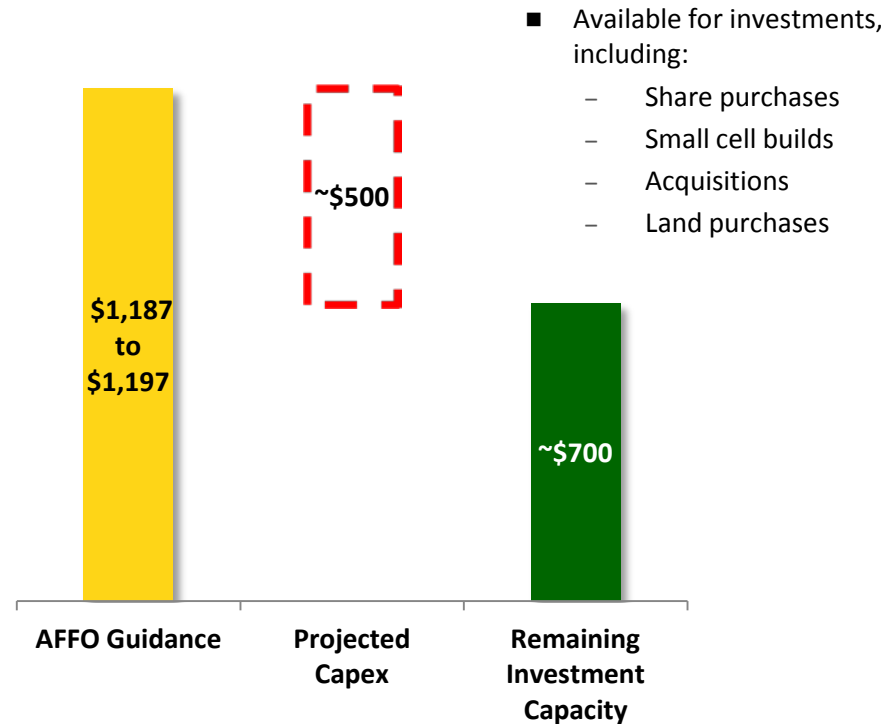 ■ Available for investments,
including:
– Share purchases
– Small cell builds
– Acquisitions
– Land purchases
~$500
$1,187
to
$1,197
~$700
AFFO Guidance
Projected
Capex
Remaining
Investment
Capacity